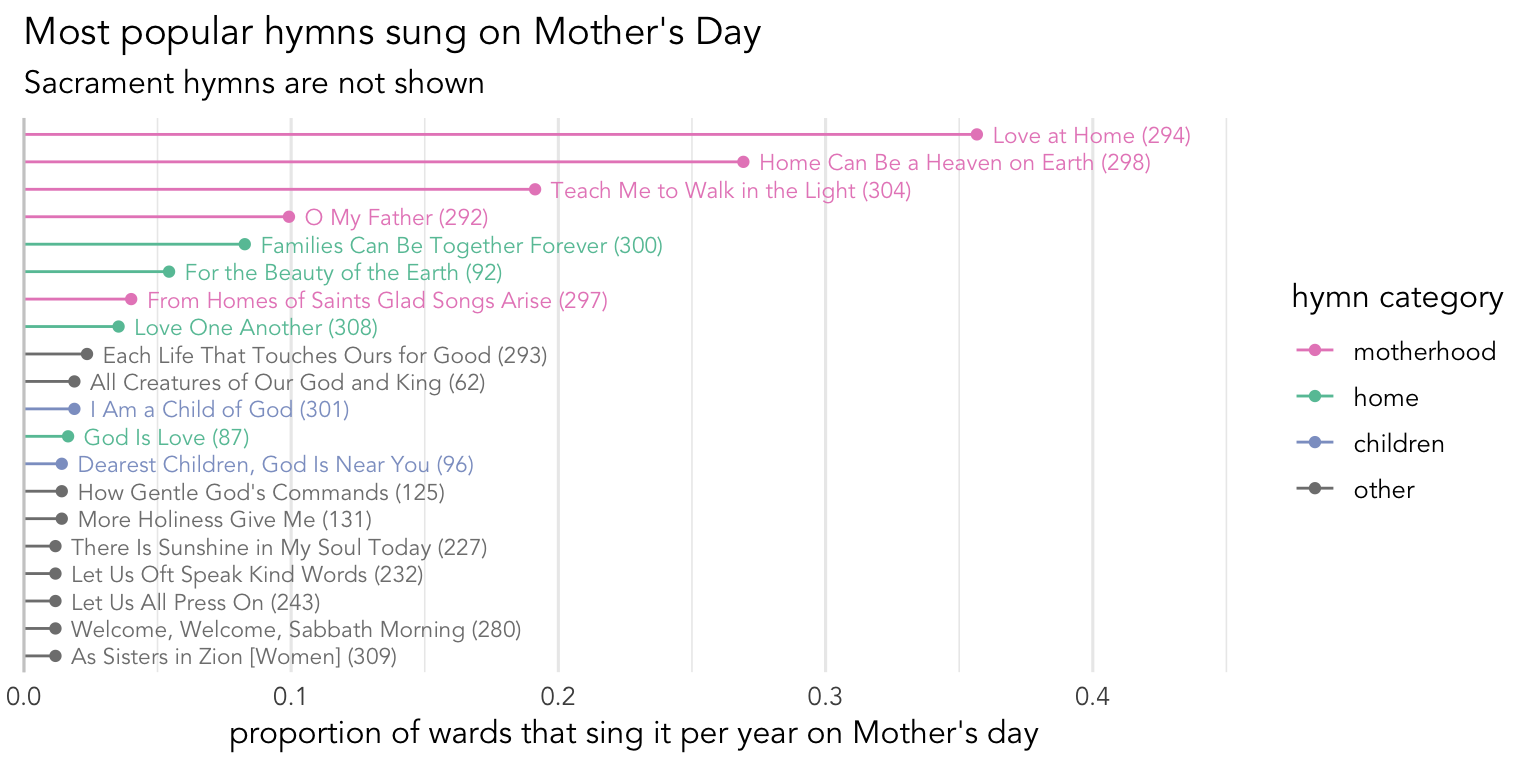 Most popular hymns sung on Mother's Day
Sacrament hymns are not shown
Love at Home (294)
Home Can Be a Heaven on Earth (298)
Teach Me to Walk in the Light (304)
O My Father (292)
Families Can Be Together Forever (300)
For the Beauty of the Earth (92)
From Homes of Saints Glad Songs Arise (297)
Love One Another (308)
Each Life That Touches Ours for Good (293)
All Creatures of Our God and King (62)
I Am a Child of God (301)
God Is Love (87)
Dearest Children, God Is Near You (96)
How Gentle God's Commands (125)
More Holiness Give Me (131)
There Is Sunshine in My Soul Today (227)
Let Us Oft Speak Kind Words (232)
Let Us All Press On (243)
Welcome, Welcome, Sabbath Morning (280)
As Sisters in Zion [Women] (309)
0.0 0.1 0.2 0.3 0.4
proportion of wards that sing it per year on Mother's day
hymn category
motherhood
home
children
other